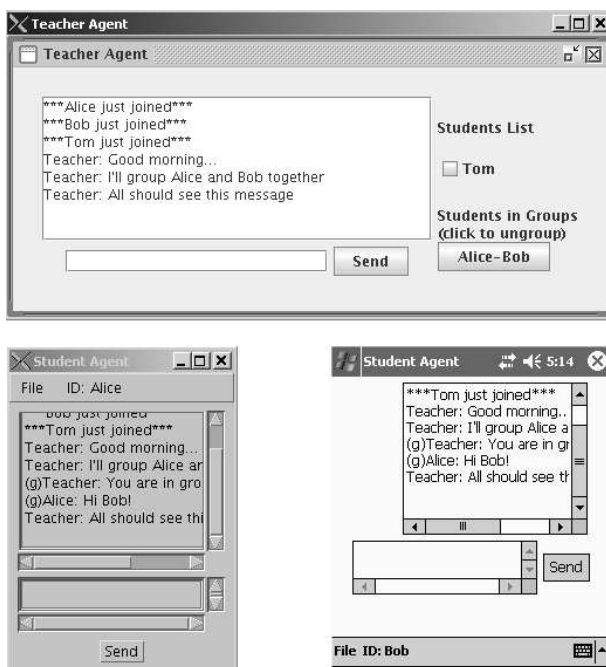 Teacher Agent
Teacher Agent
***Alice just joined***
***Bob just joined***
***Tom just joined***
Teacher: Good morning...
Teacher: I'll group Alice and Bob together
Teacher: All should see this message
Students List
Tom
Students in Groups
(click to ungroup)
Alice-Bob
Send
Student Agent
File ID: Alice
Bob just joined
***Tom just joined***
Teacher: Good morning...
Teacher: I'll group Alice ar
(g)Teacher: You are in gro
(g)Alice: Hi Bob!
Teacher: All should see thi
Send
Student Agent 5:14
***Tom just joined***
Teacher: Good morning..
Teacher: I'll group Alice a
(g)Teacher: You are in gr
(g)Alice: Hi Bob!
Teacher: All should see th
Send
File ID: Bob